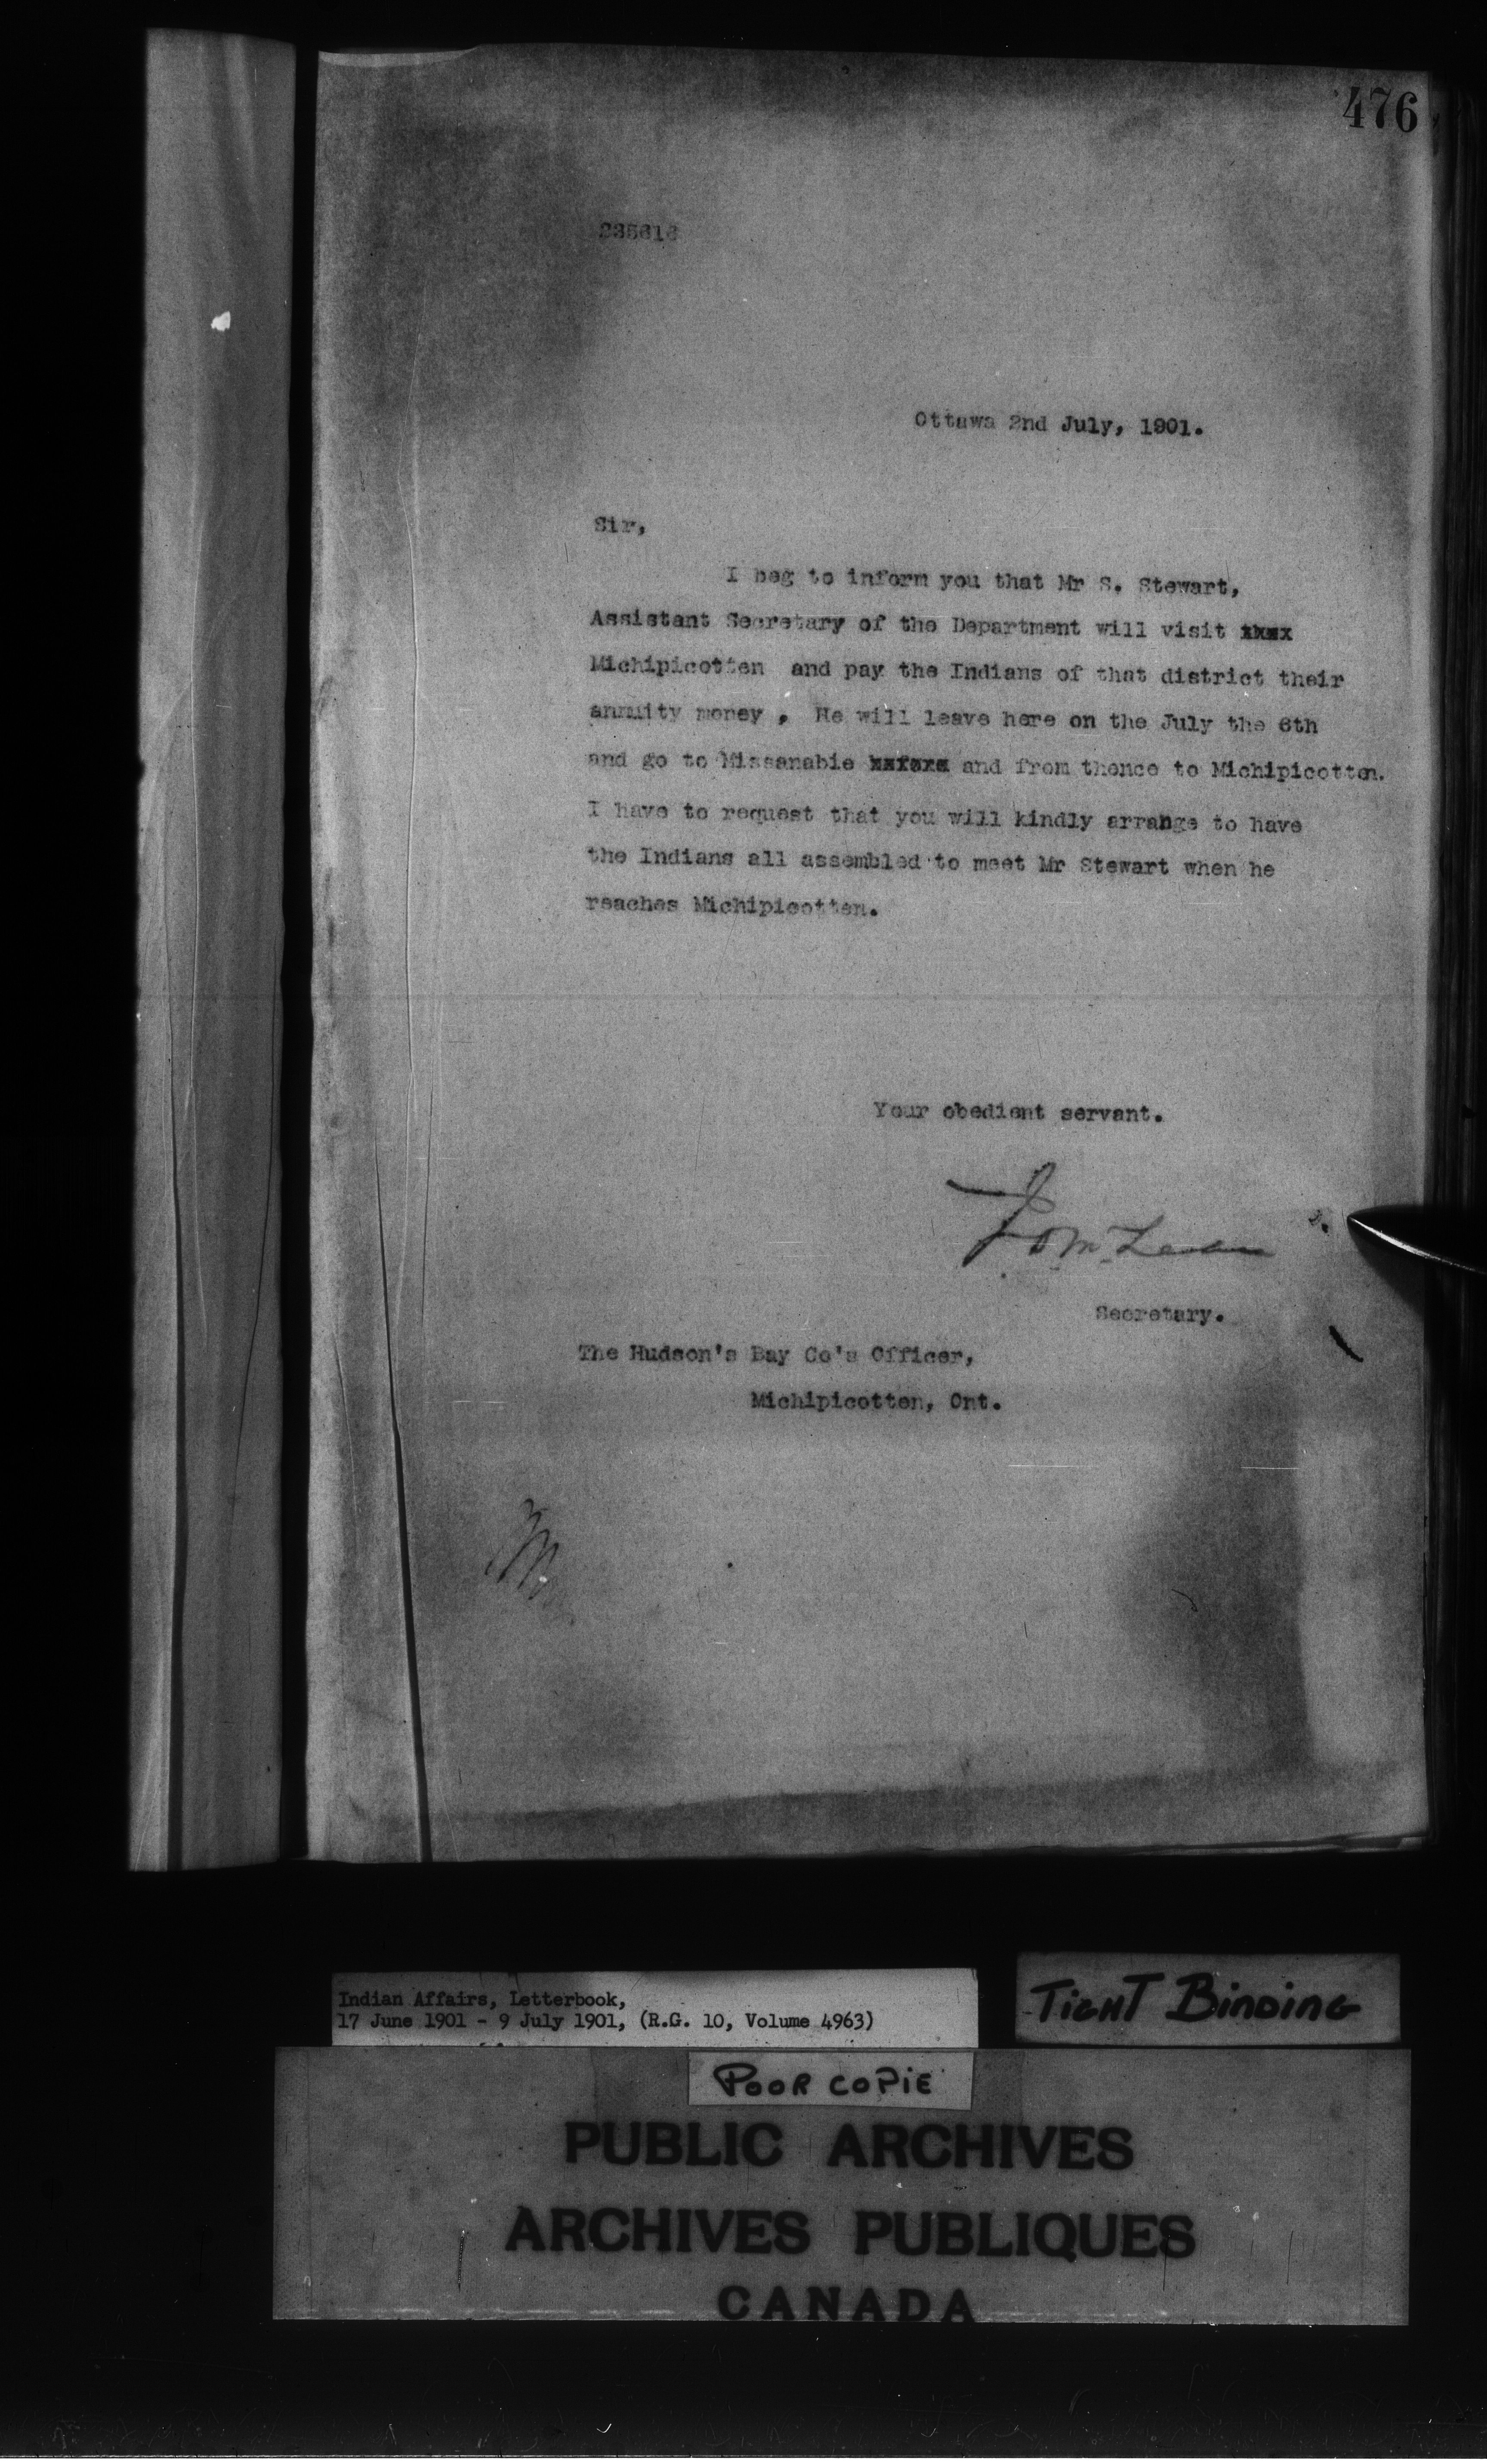 476
235616
Ottawa 2nd July, 1901.
Sir,
I beg to inform you that Mr S. Stewart,
Assistant Secretary of the Department will visit xxxx
Michipicotten and pay the Indians of that district their
annuity money . He will leave here on the July the 6th
and go to Missanabie xxfxxx and from thence to Michipicotten.
I have to request that you will kindly arrange to have
the Indians all assembled to meet Mr Stewart when he
reaches Michipicotten.
Your obedient servant.
Secretary.
The Hudson's Bay Co's Officer,
Michipicotten, Ont.
Indian Affairs, Letterbook,
17 June 1901 - 9 July 1901, (R.G. 10, Volume 4963)
TIGHT BINDING
POOR COPIE
PUBLIC ARCHIVES
ARCHIVES PUBLIQUES
CANADA